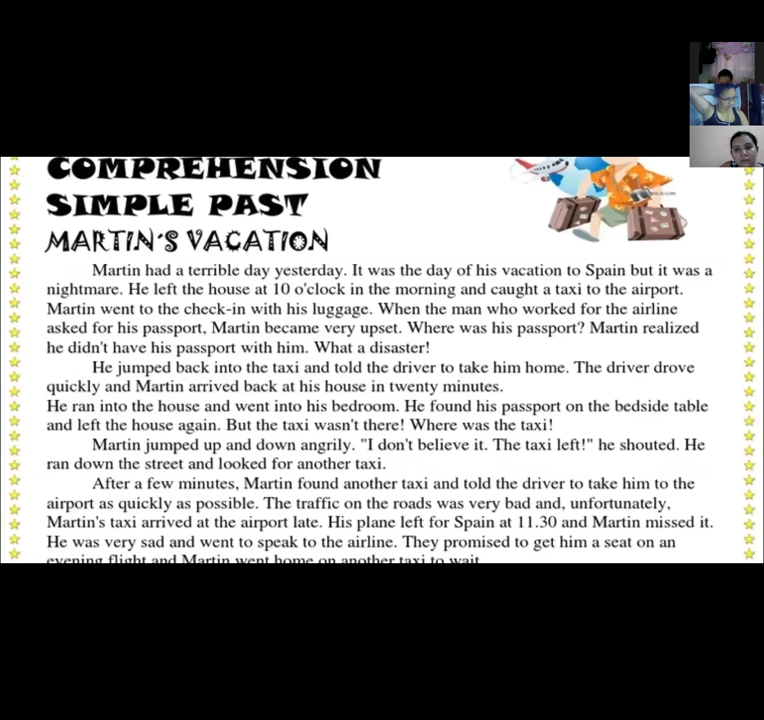 COMPREHENSION
SIMPLE PAST
MARTIN'S VACATION
Martin had a terrible day yesterday. It was the day of his vacation to Spain but it was a
nightmare. He left the house at 10 o'clock in the morning and caught a taxi to the airport.
Martin went to the check-in with his luggage. When the man who worked for the airline
asked for his passport, Martin became very upset. Where was his passport? Martin realized
he didn't have his passport with him. What a disaster!
He jumped back into the taxi and told the driver to take him home. The driver drove
quickly and Martin arrived back at his house in twenty minutes.
He ran into the house and went into his bedroom. He found his passport on the bedside table
and left the house again. But the taxi wasn't there! Where was the taxi!
Martin jumped up and down angrily. "I don't believe it. The taxi left!" he shouted. He
ran down the street and looked for another taxi.
After a few minutes, Martin found another taxi and told the driver to take him to the
airport as quickly as possible. The traffic on the roads was very bad and, unfortunately,
Martin's taxi arrived at the airport late. His plane left for Spain at 11.30 and Martin missed it.
He was very sad and went to speak to the airline. They promised to get him a seat on an
evening flight and Martin went home on another taxi to wait